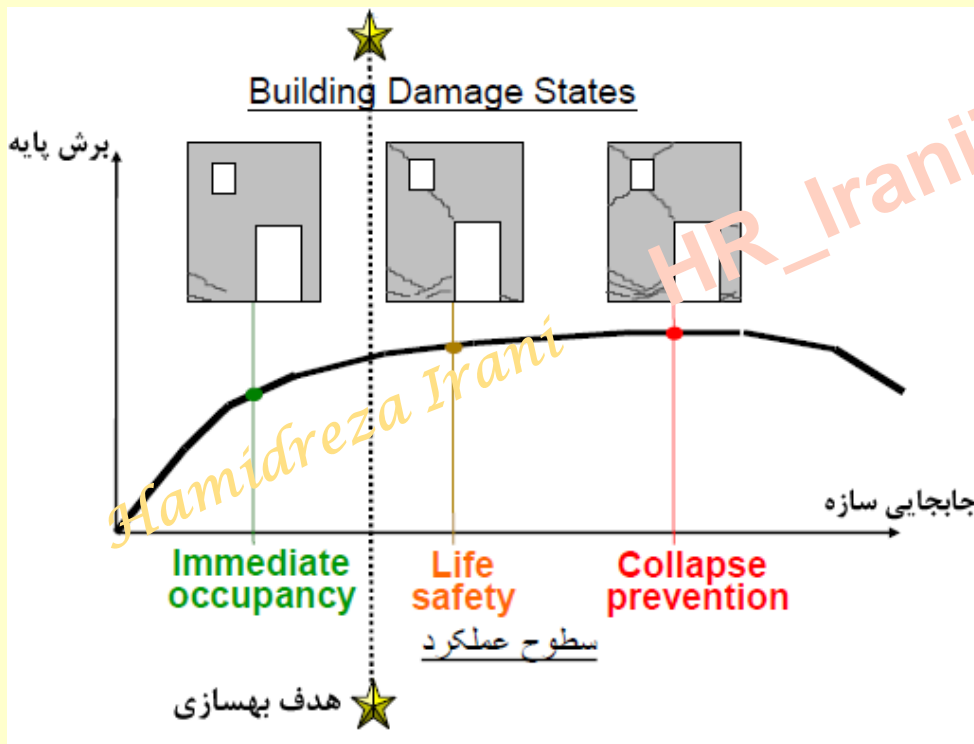 Building Damage States
برش پایه
HR_Irani
Hamidreza Irani
جابجایی سازه
Immediate
occupancy
Life
safety
Collapse
prevention
سطوح عملکرد
هدف بهسازی